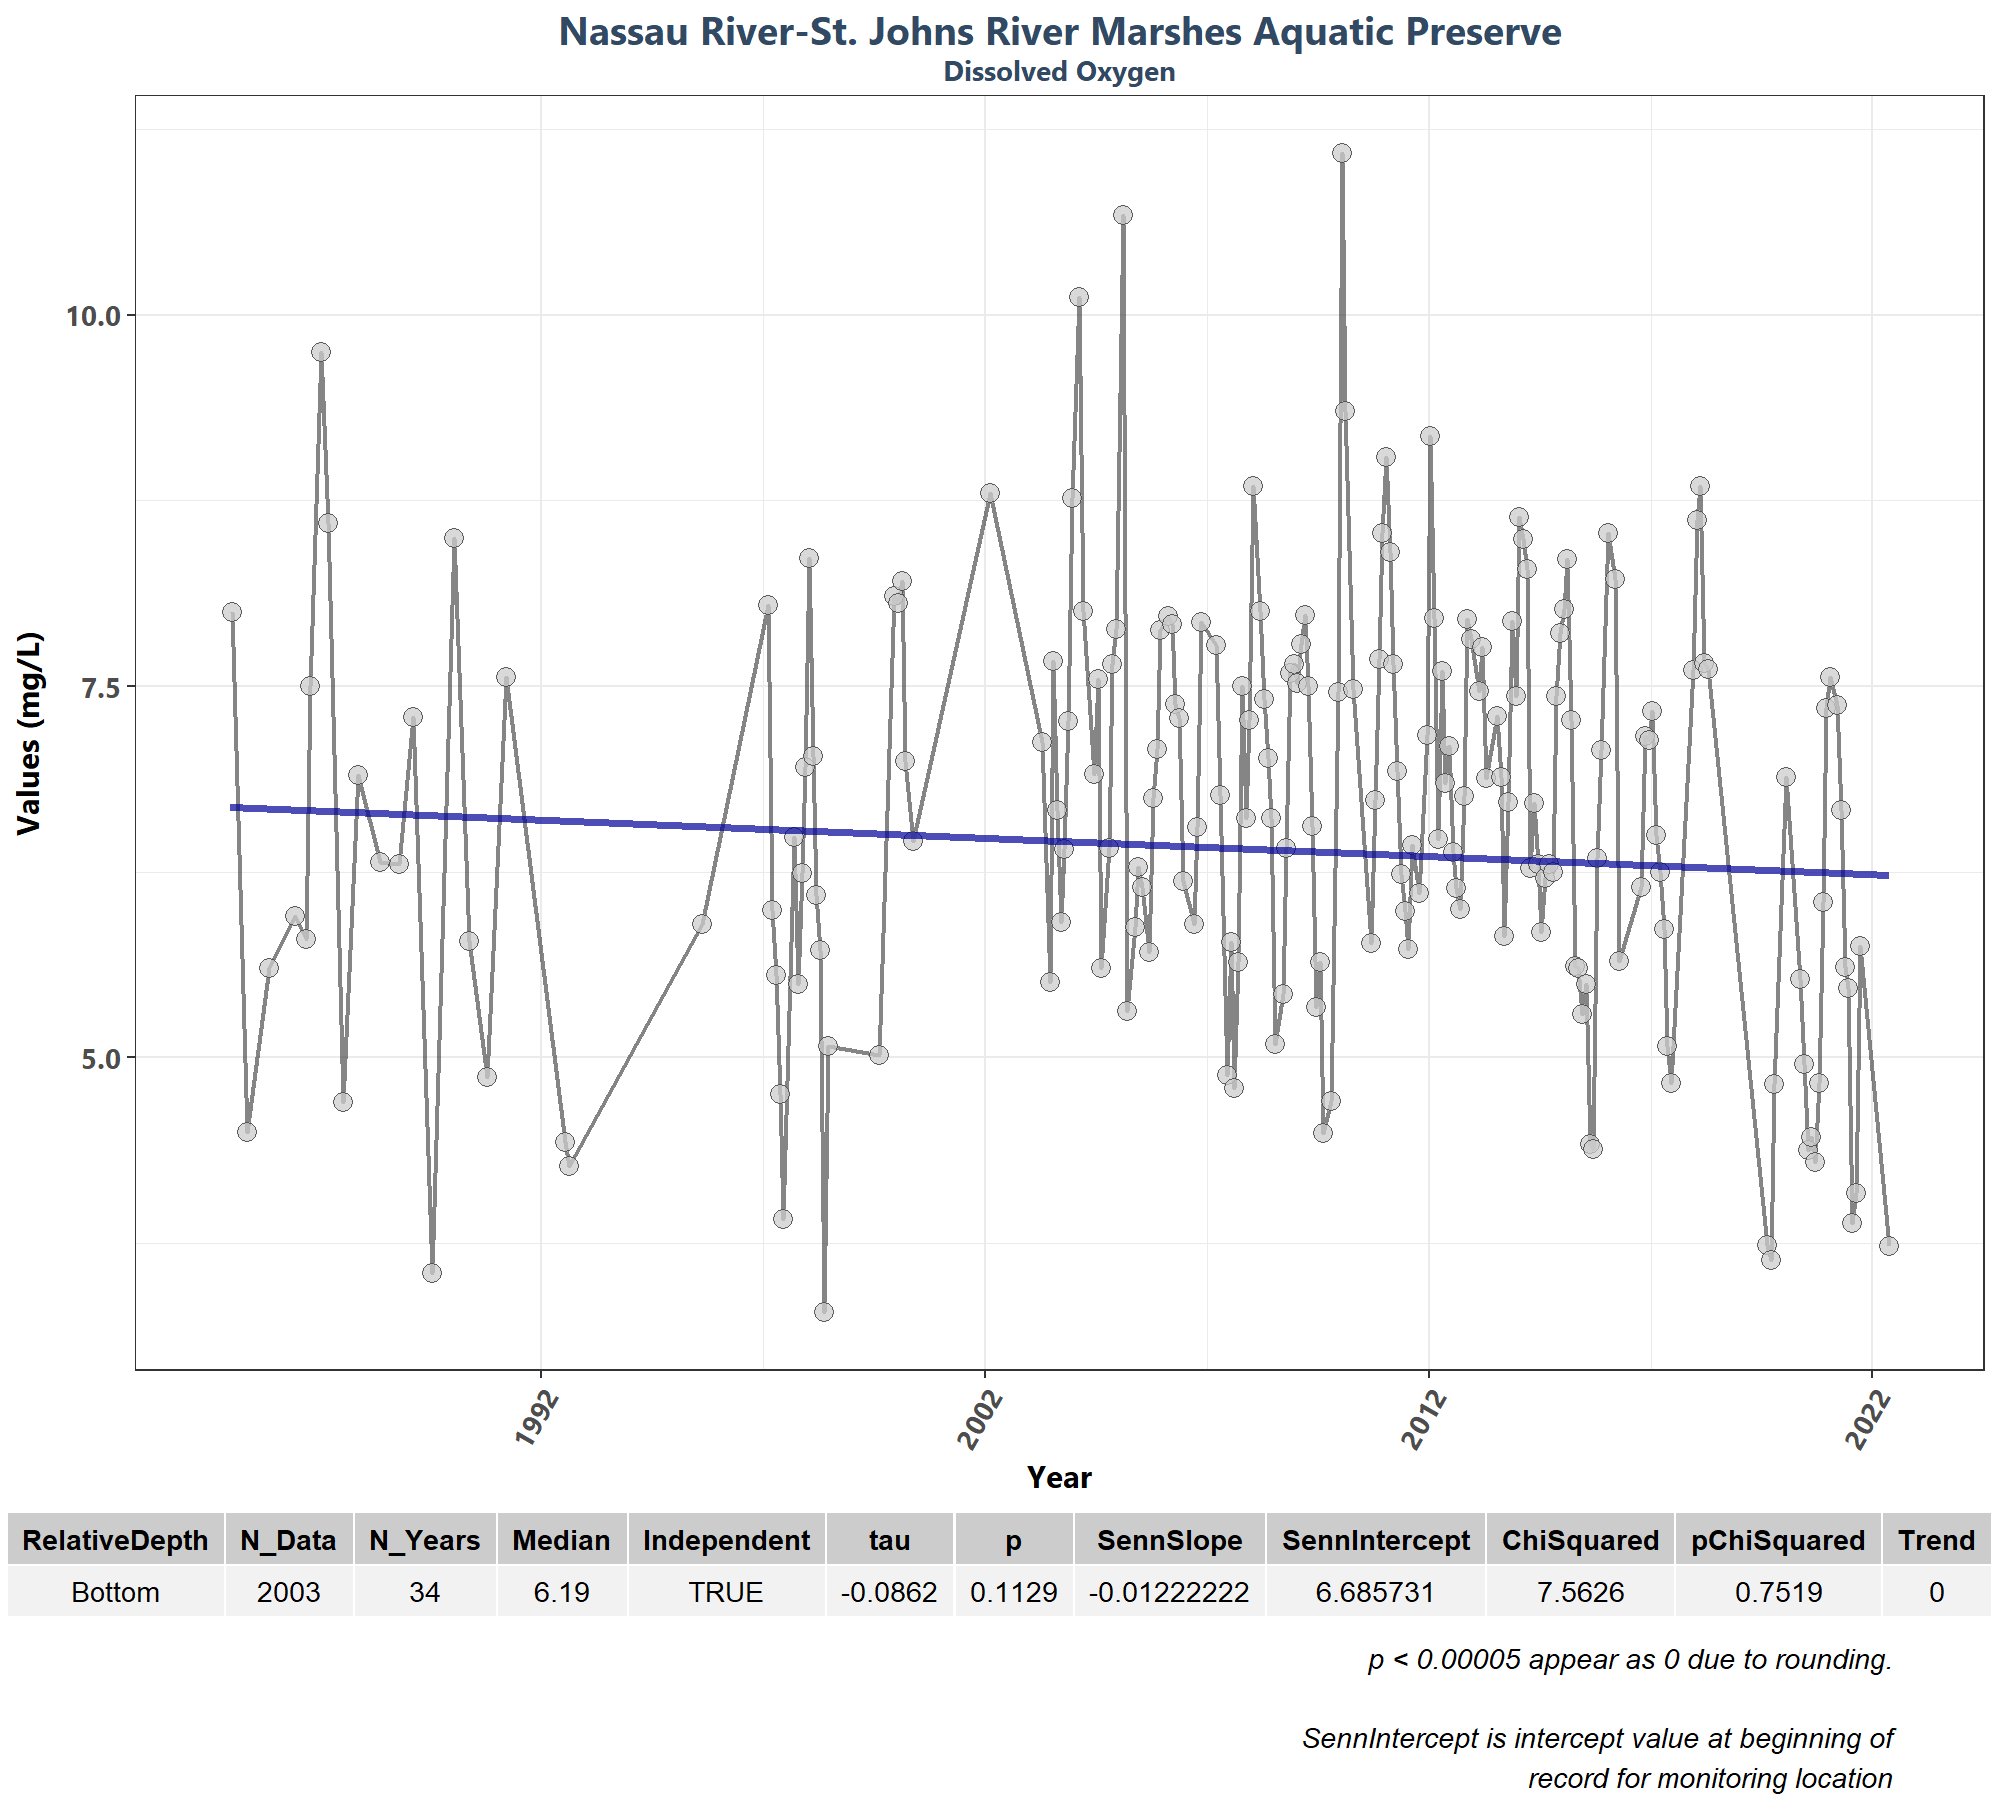 Nassau River-St. Johns River Marshes Aquatic Preserve
Dissolved Oxygen
Values (mg/L)
10.0
7.5
5.0
1992 2002 2012 2022
Year
RelativeDepth N_Data N_Years Median Independent tau p SennSlope SennIntercept ChiSquared pChiSquared Trend
Bottom 2003 34 6.19 TRUE -0.0862 0.1129 -0.01222222 6.685731 7.5626 0.7519 0
p < 0.00005 appear as 0 due to rounding.
SennIntercept is intercept value at beginning of
record for monitoring location